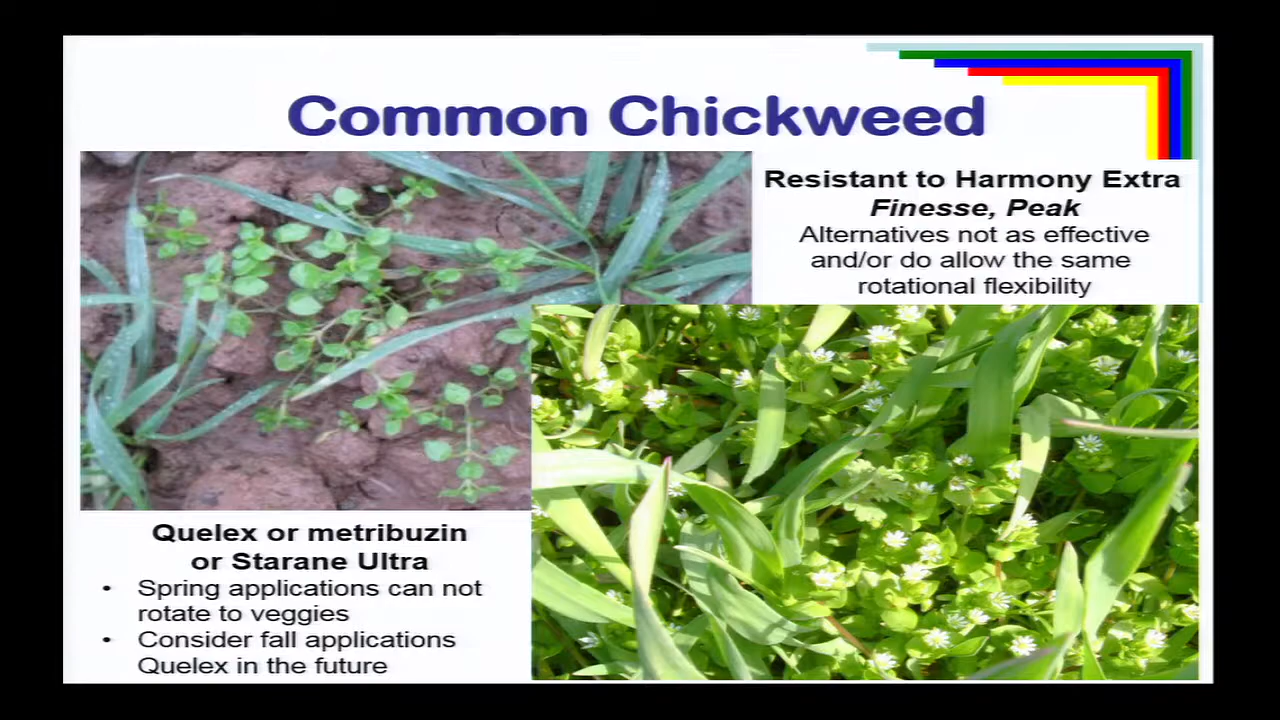 Common Chickweed
Resistant to Harmony Extra
Finesse, Peak
Alternatives not as effective
and/or do allow the same
rotational flexibility
Quelex or metribuzin
or Starane Ultra
• Spring applications can not
rotate to veggies
• Consider fall applications
Quelex in the future